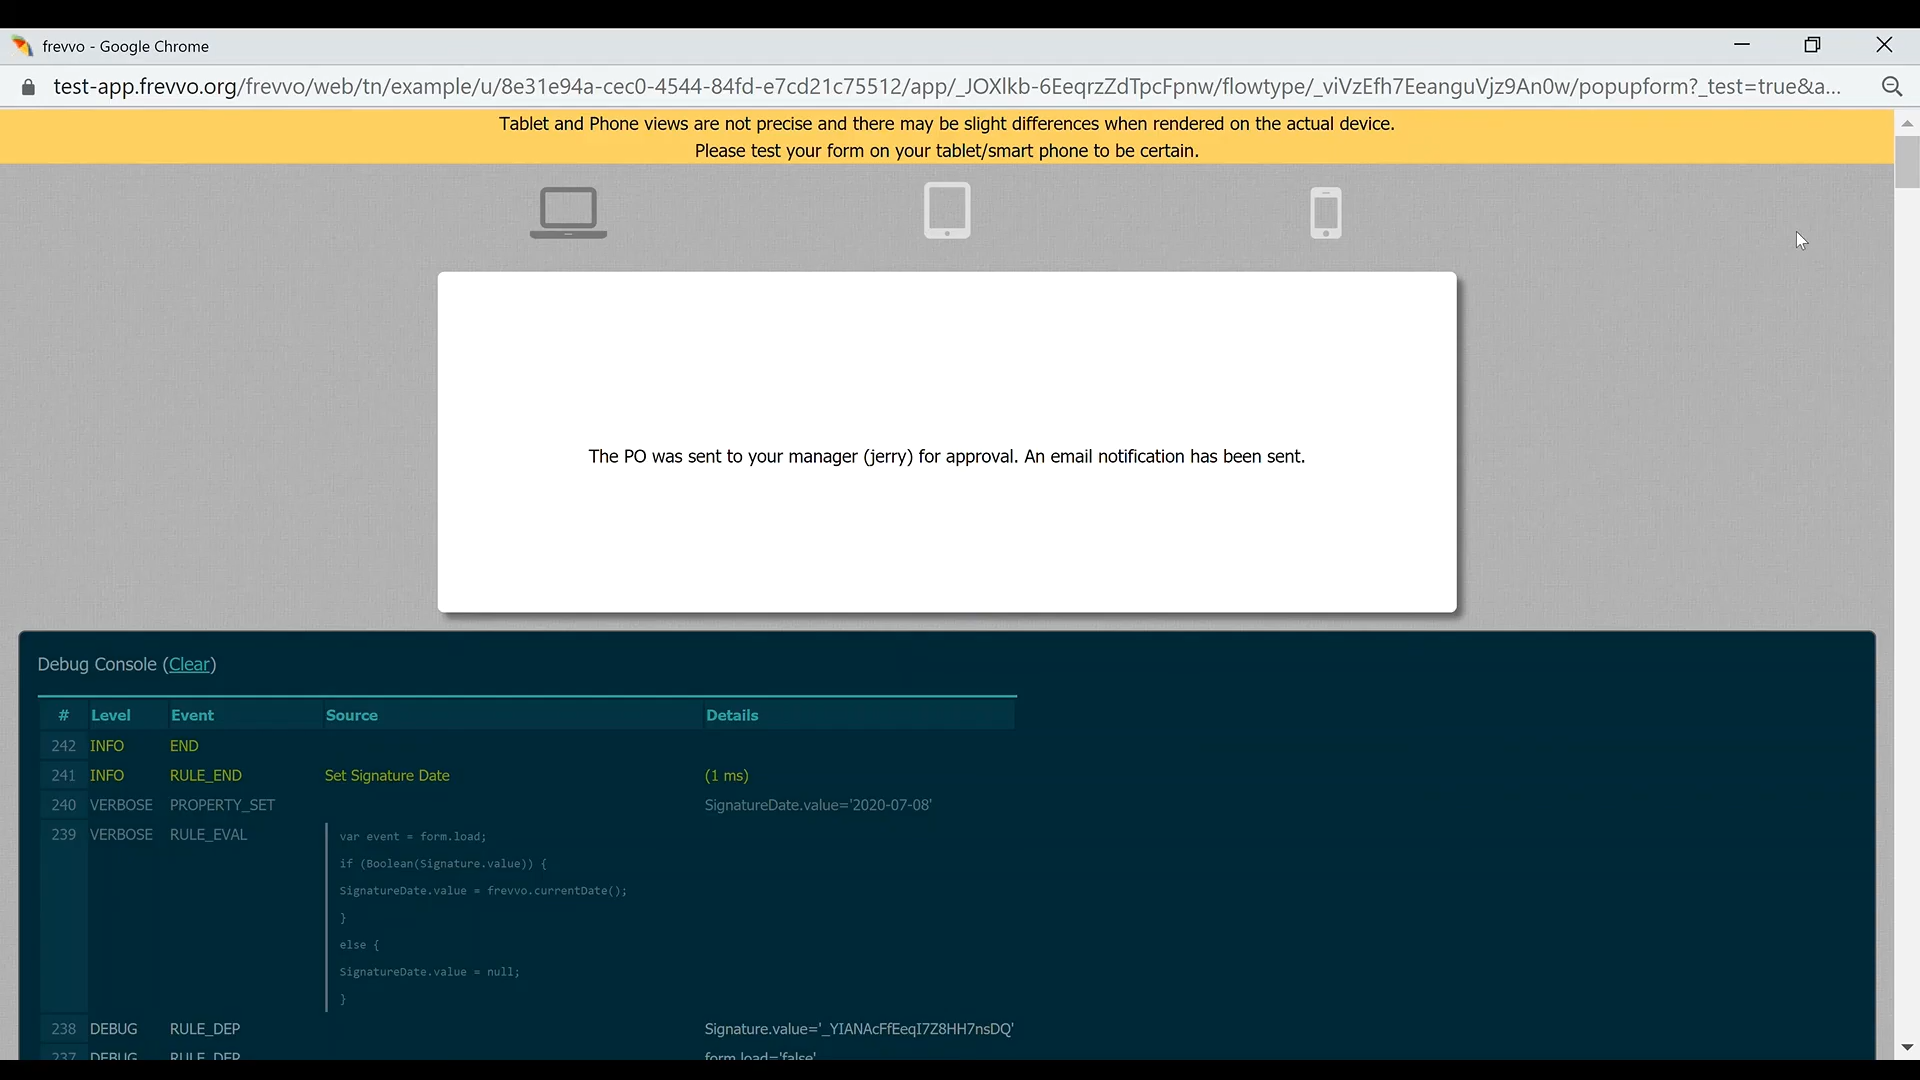 frevvo - Google Chrome
test-app.frevvo.org/frevvo/web/tn/example/u/8e31e94a-cec0-4544-84fd-e7cd21c75512/app/_JOXlkb-6EeqrzZdTpcFpnw/flowtype/_viVzEfh7EeanguVjz9An0w/popupform?_test=true&a...
Tablet and Phone views are not precise and there may be slight differences when rendered on the actual device.
Please test your form on your tablet/smart phone to be certain.
The PO was sent to your manager (jerry) for approval. An email notification has been sent.
Debug Console (Clear)
# Level Event Source Details
242 INFO END
241 INFO RULE_END Set Signature Date (1 ms)
240 VERBOSE PROPERTY_SET SignatureDate.value='2020-07-08'
239 VERBOSE RULE_EVAL var event = form.load;
if (Boolean(Signature.value)) {
SignatureDate.value = frevvo.currentDate();
}
else {
SignatureDate.value = null;
}
238 DEBUG RULE_DEP Signature.value='_YIANAcFfEeqI7Z8HH7nsDQ'
237 DEBUG RULE_DEP form.load='false'